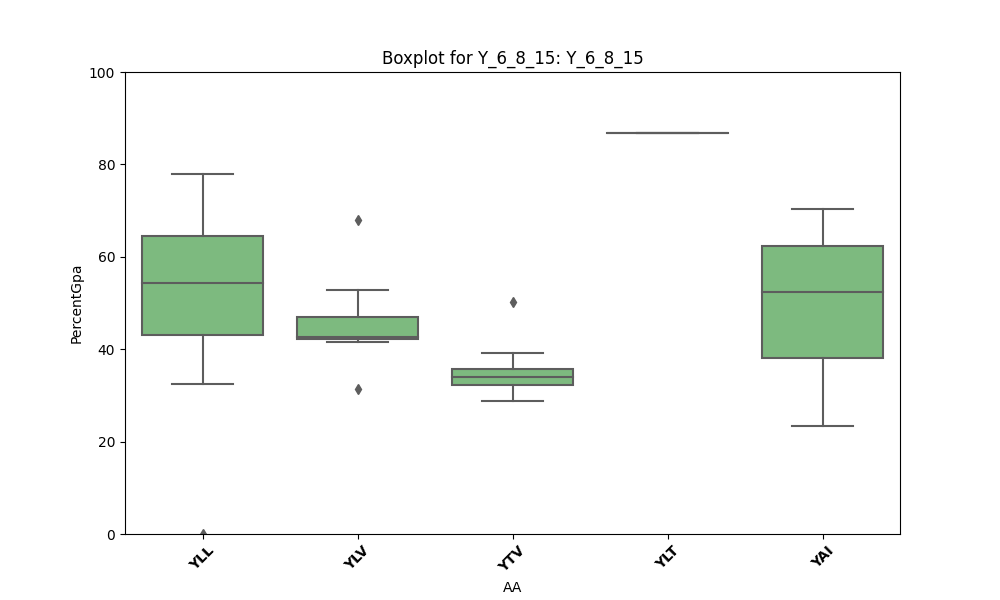 Boxplot for Y_6_8_15: Y_6_8_15
100
80
60
40
20
0
PercentGpa
YLL
YLV
YTV
YLT
YAI
AA